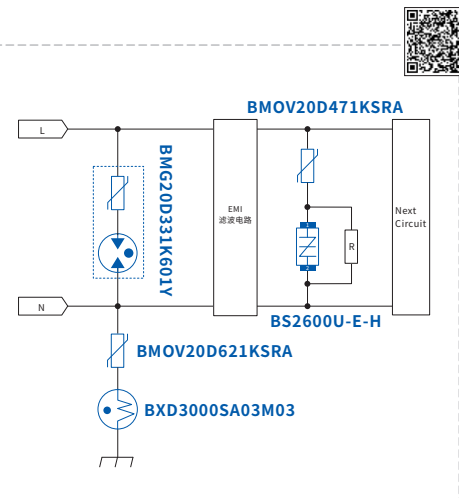 BMOV20D471KSRA
L
BMG20D331K601Y
EMI
滤波电路
Next
Circuit
R
N
BS2600U-E-H
BMOV20D621KSRA
BXD3000SA03M03